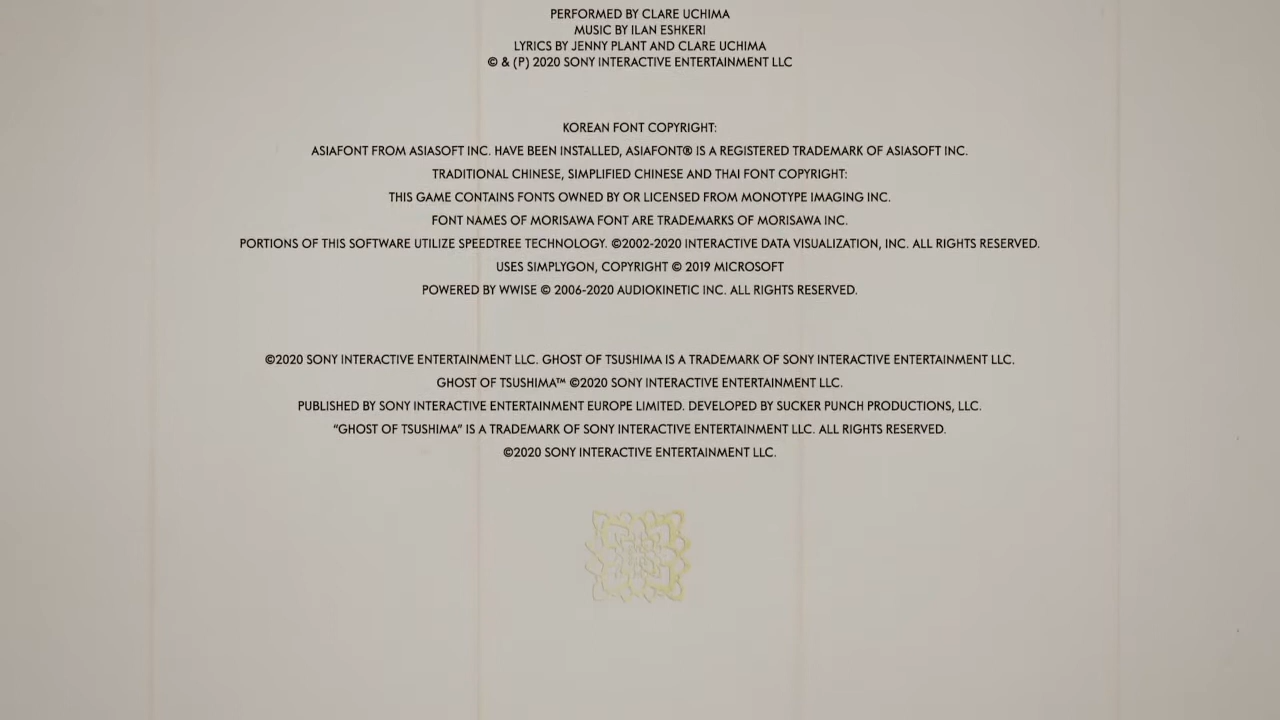 PERFORMED BY CLARE UCHIMA
MUSIC BY ILAN ESHKERI
LYRICS BY JENNY PLANT AND CLARE UCHIMA
© & (P) 2020 SONY INTERACTIVE ENTERTAINMENT LLC
KOREAN FONT COPYRIGHT:
ASIAFONT FROM ASIASOFT INC. HAVE BEEN INSTALLED, ASIAFONT® IS A REGISTERED TRADEMARK OF ASIASOFT INC.
TRADITIONAL CHINESE, SIMPLIFIED CHINESE AND THAI FONT COPYRIGHT:
THIS GAME CONTAINS FONTS OWNED BY OR LICENSED FROM MONOTYPE IMAGING INC.
FONT NAMES OF MORISAWA FONT ARE TRADEMARKS OF MORISAWA INC.
PORTIONS OF THIS SOFTWARE UTILIZE SPEEDTREE TECHNOLOGY. ©2002-2020 INTERACTIVE DATA VISUALIZATION, INC. ALL RIGHTS RESERVED.
USES SIMPLYGON, COPYRIGHT © 2019 MICROSOFT
POWERED BY WWISE © 2006-2020 AUDIOKINETIC INC. ALL RIGHTS RESERVED.
©2020 SONY INTERACTIVE ENTERTAINMENT LLC. GHOST OF TSUSHIMA IS A TRADEMARK OF SONY INTERACTIVE ENTERTAINMENT LLC.
GHOST OF TSUSHIMA™ ©2020 SONY INTERACTIVE ENTERTAINMENT LLC.
PUBLISHED BY SONY INTERACTIVE ENTERTAINMENT EUROPE LIMITED. DEVELOPED BY SUCKER PUNCH PRODUCTIONS, LLC.
“GHOST OF TSUSHIMA” IS A TRADEMARK OF SONY INTERACTIVE ENTERTAINMENT LLC. ALL RIGHTS RESERVED.
©2020 SONY INTERACTIVE ENTERTAINMENT LLC.